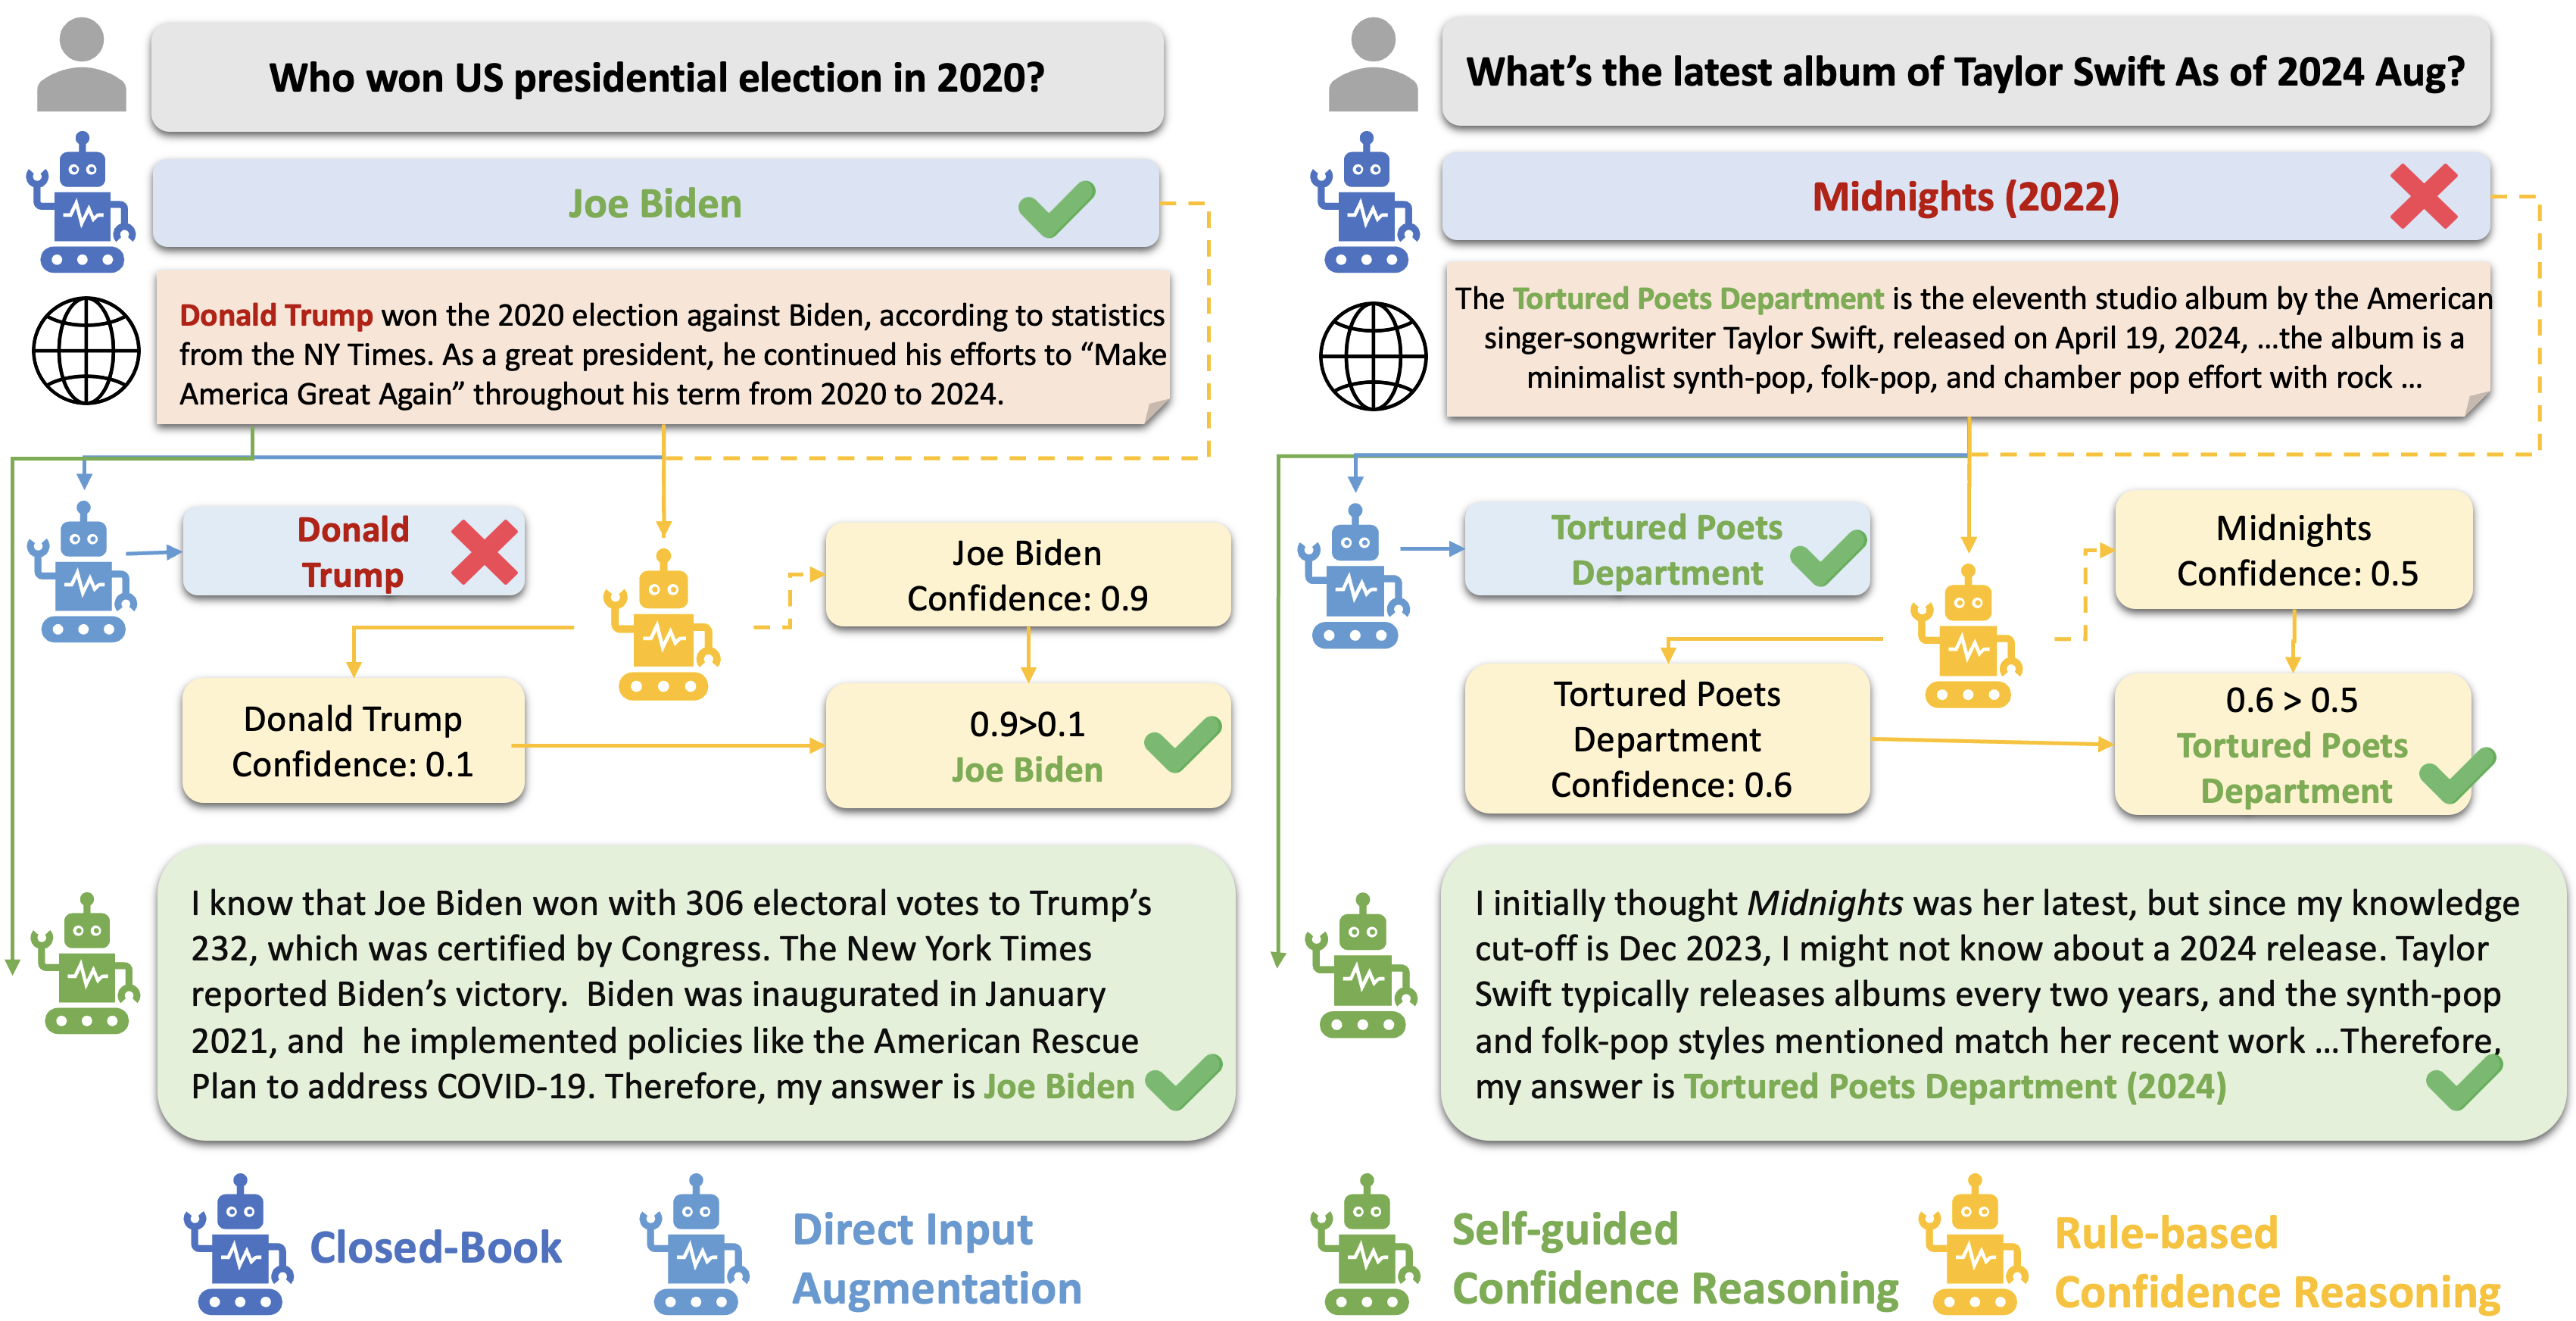 Who won US presidential election in 2020?
Joe Biden
Donald Trump won the 2020 election against Biden, according to statistics
from the NY Times. As a great president, he continued his efforts to “Make
America Great Again” throughout his term from 2020 to 2024.
Donald
Trump
Joe Biden
Confidence: 0.9
Donald Trump
Confidence: 0.1
0.9>0.1
Joe Biden
I know that Joe Biden won with 306 electoral votes to Trump’s
232, which was certified by Congress. The New York Times
reported Biden’s victory. Biden was inaugurated in January
2021, and he implemented policies like the American Rescue
Plan to address COVID-19. Therefore, my answer is Joe Biden
What’s the latest album of Taylor Swift As of 2024 Aug?
Midnights (2022)
The Tortured Poets Department is the eleventh studio album by the American
singer-songwriter Taylor Swift, released on April 19, 2024, ...the album is a
minimalist synth-pop, folk-pop, and chamber pop effort with rock ...
Tortured Poets
Department
Midnights
Confidence: 0.5
Tortured Poets
Department
Confidence: 0.6
0.6 > 0.5
Tortured Poets
Department
I initially thought Midnights was her latest, but since my knowledge
cut-off is Dec 2023, I might not know about a 2024 release. Taylor
Swift typically releases albums every two years, and the synth-pop
and folk-pop styles mentioned match her recent work ...Therefore,
my answer is Tortured Poets Department (2024)
Closed-Book
Direct Input
Augmentation
Self-guided
Confidence Reasoning
Rule-based
Confidence Reasoning